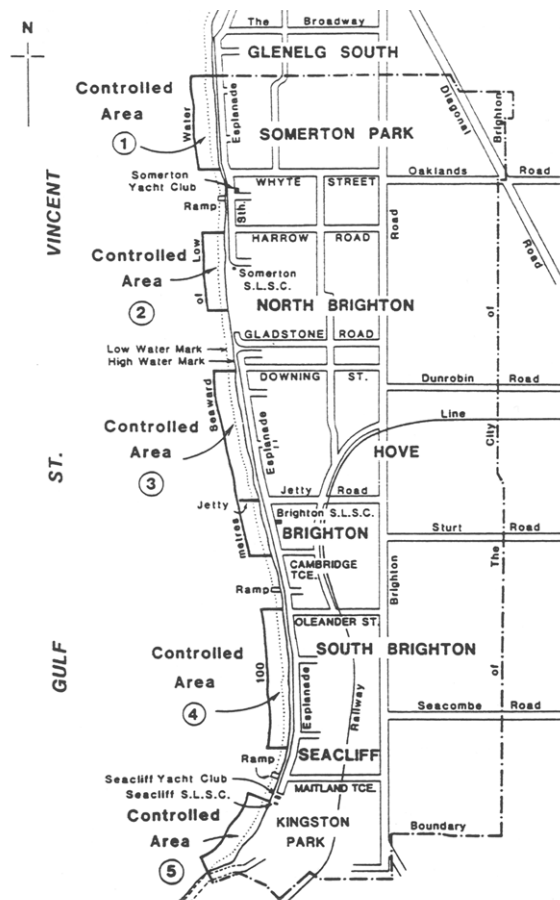 The Broadway
N
GLENELG SOUTH
Controlled
Area
1
Water
Esplanade
Diagonal
Road
Brighton
SOMERTON PARK
Oaklands Road
Somerton
Yacht Club
WHYTE STREET
Ramp
Sth.
Road
VINCENT
HARROW ROAD
Controlled
Area
2
Low
of
Somerton
S.L.S.C.
NORTH BRIGHTON
of
GLADSTONE ROAD
Low Water Mark
High Water Mark
DOWNING ST.
Dunrobin Road
Seaward
Line
City
Controlled
Area
3
Esplanade
HOVE
ST.
Jetty Road
Jetty
metres
Brighton S.L.S.C.
BRIGHTON
Sturt Road
The
CAMBRIDGE
TCE.
Brighton
Ramp
OLEANDER ST.
SOUTH BRIGHTON
Controlled
Area
4
100
of
GULF
Esplanade
Railway
Seacombe Road
SEACLIFF
Ramp
Seacliff Yacht Club
Seacliff S.L.S.C.
MAITLAND TCE.
Controlled
Area
5
KINGSTON
PARK
Boundary